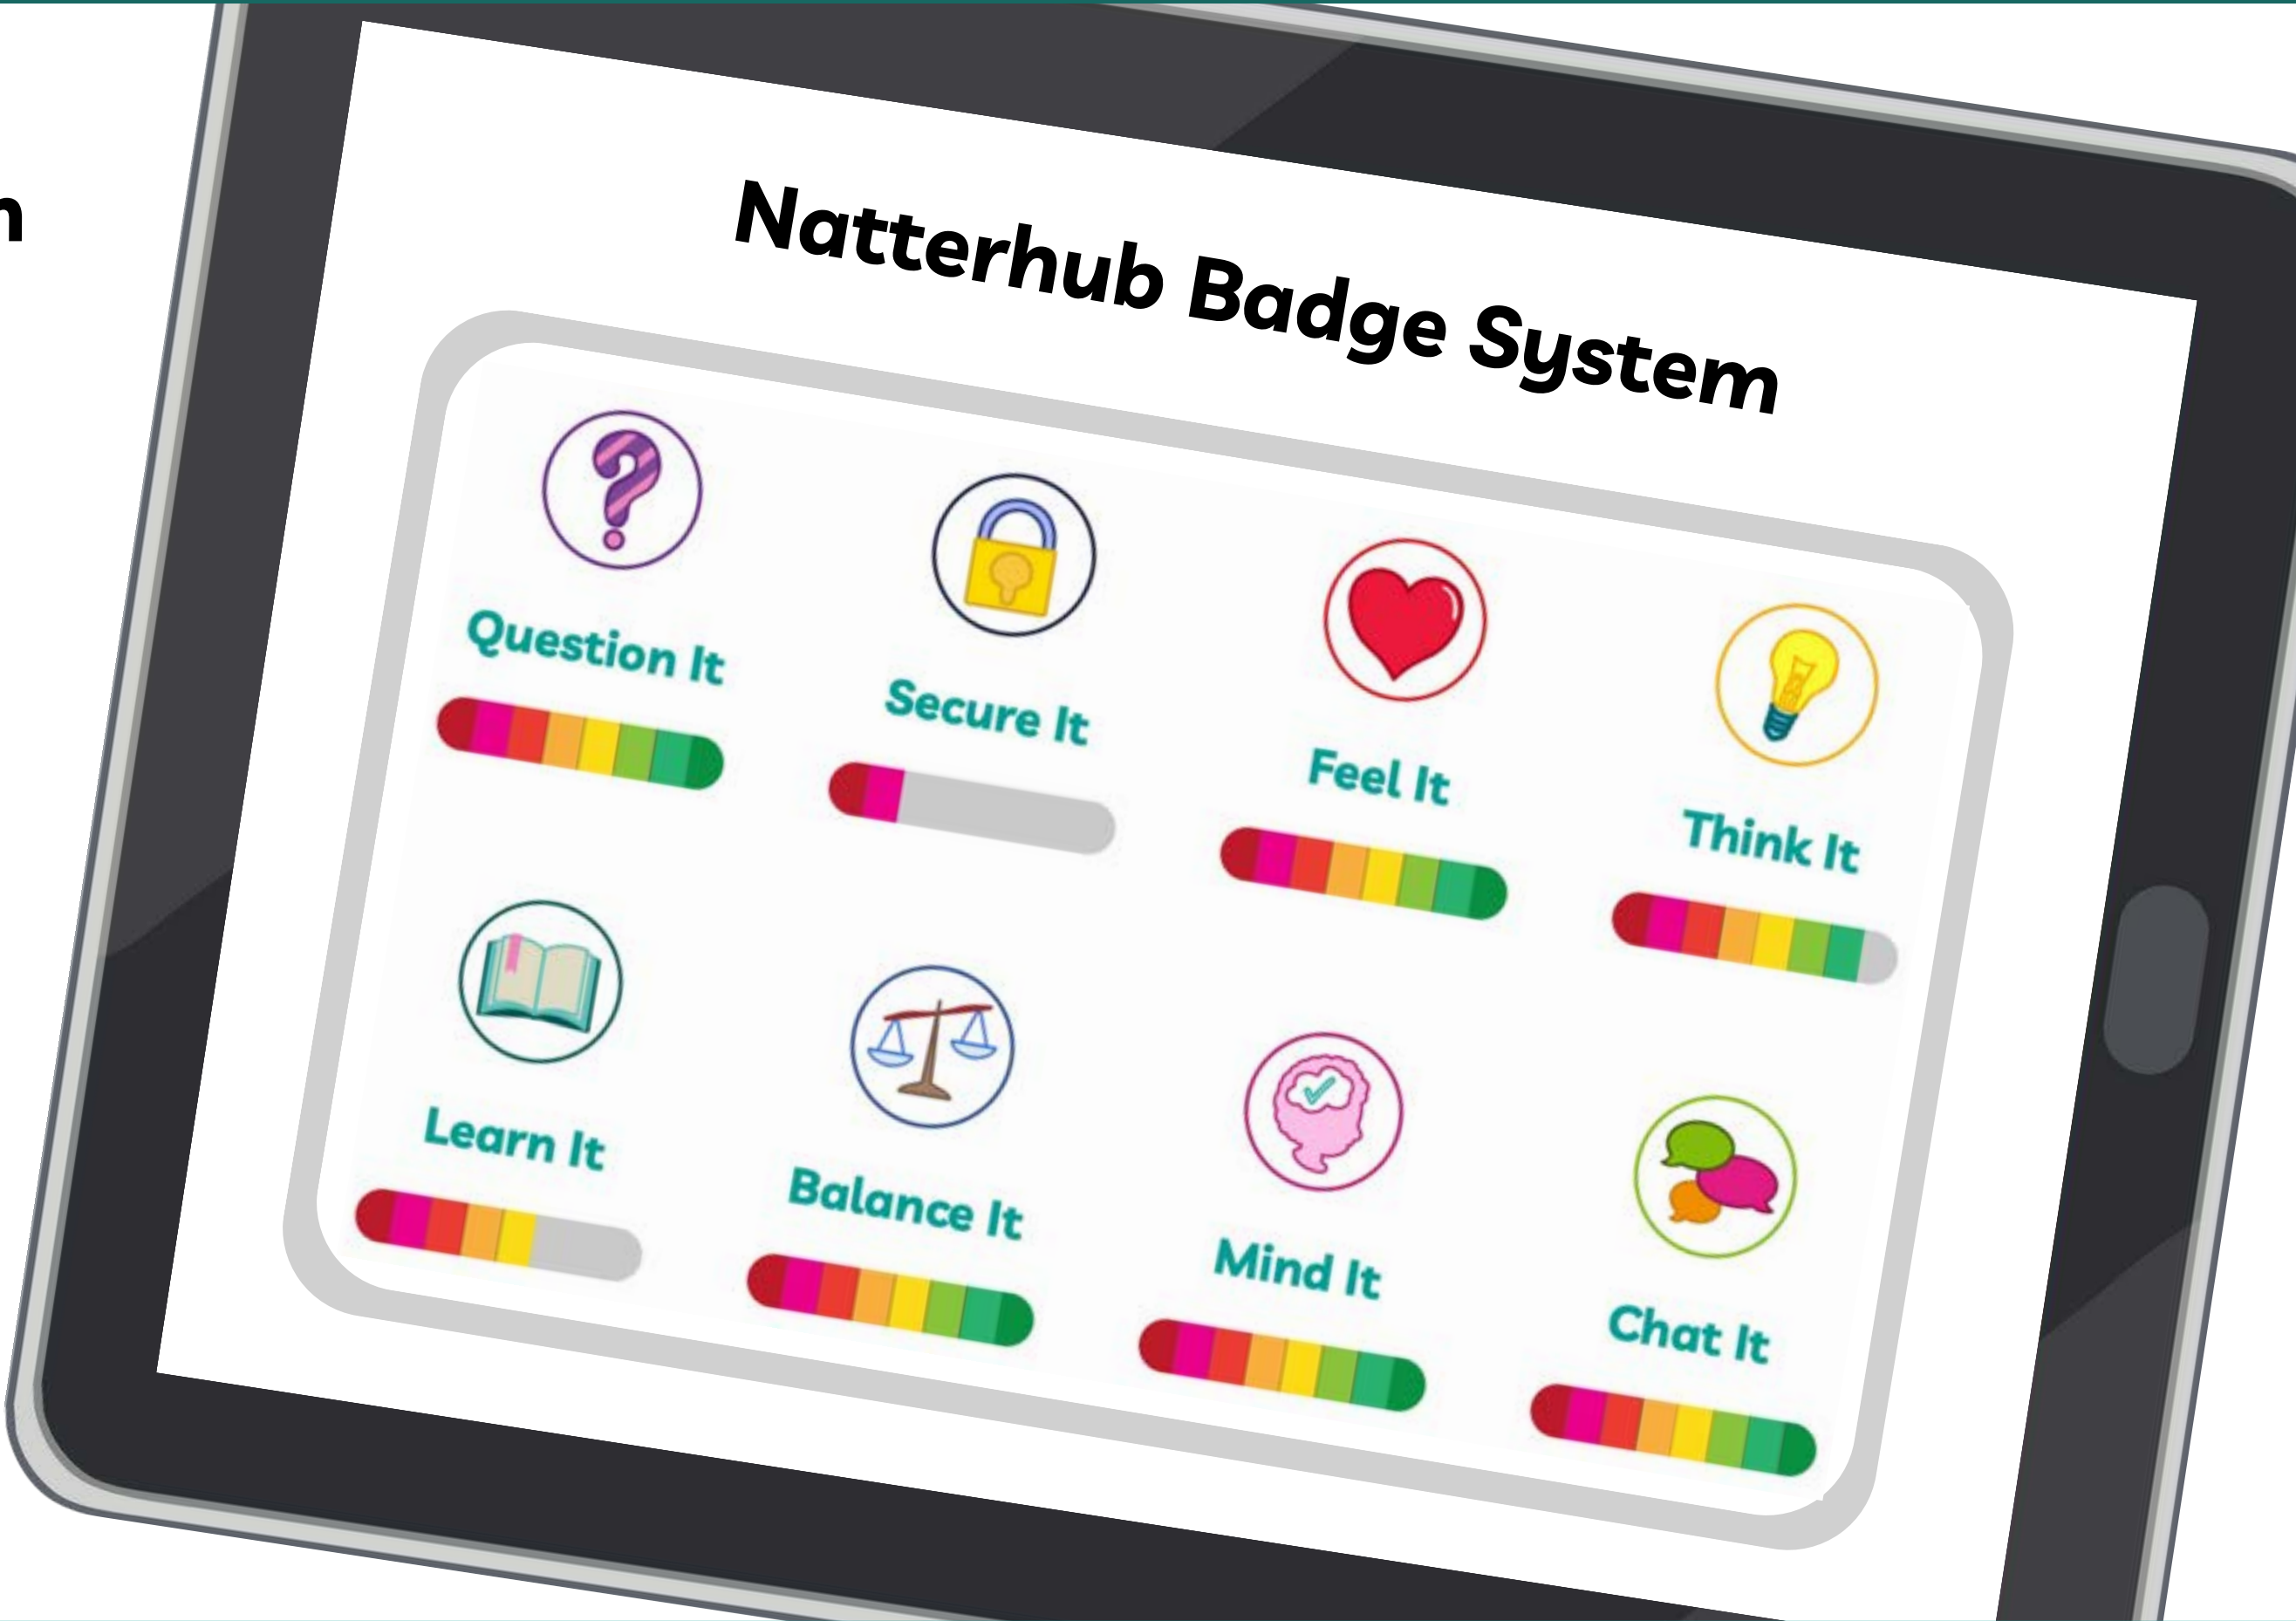 Natterhub Badge System
Question It
Secure It
Feel It
Think It
Learn It
Balance It
Mind It
Chat It